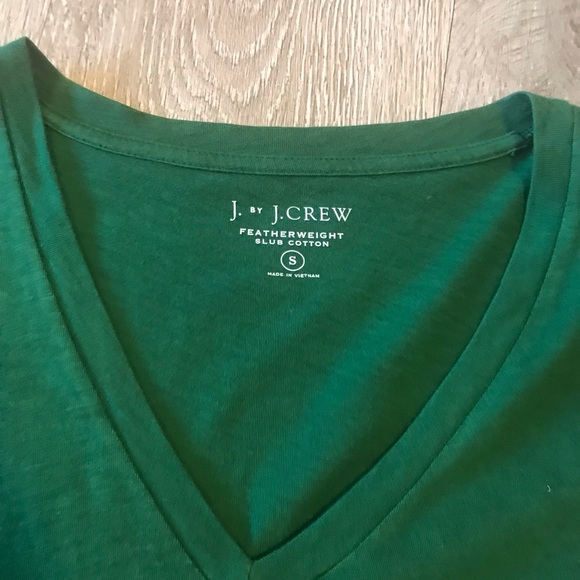 J. BY J.CREW
FEATHERWEIGHT
SLUB COTTON
S
MADE IN VIETNAM